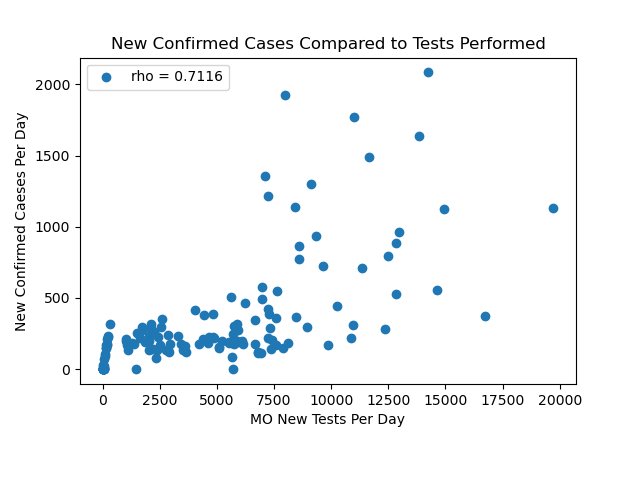 New Confirmed Cases Compared to Tests Performed
rho = 0.7116
New Confirmed Caeses Per Day
2000
1500
1000
500
0
0 2500 5000 7500 10000 12500 15000 17500 20000
MO New Tests Per Day